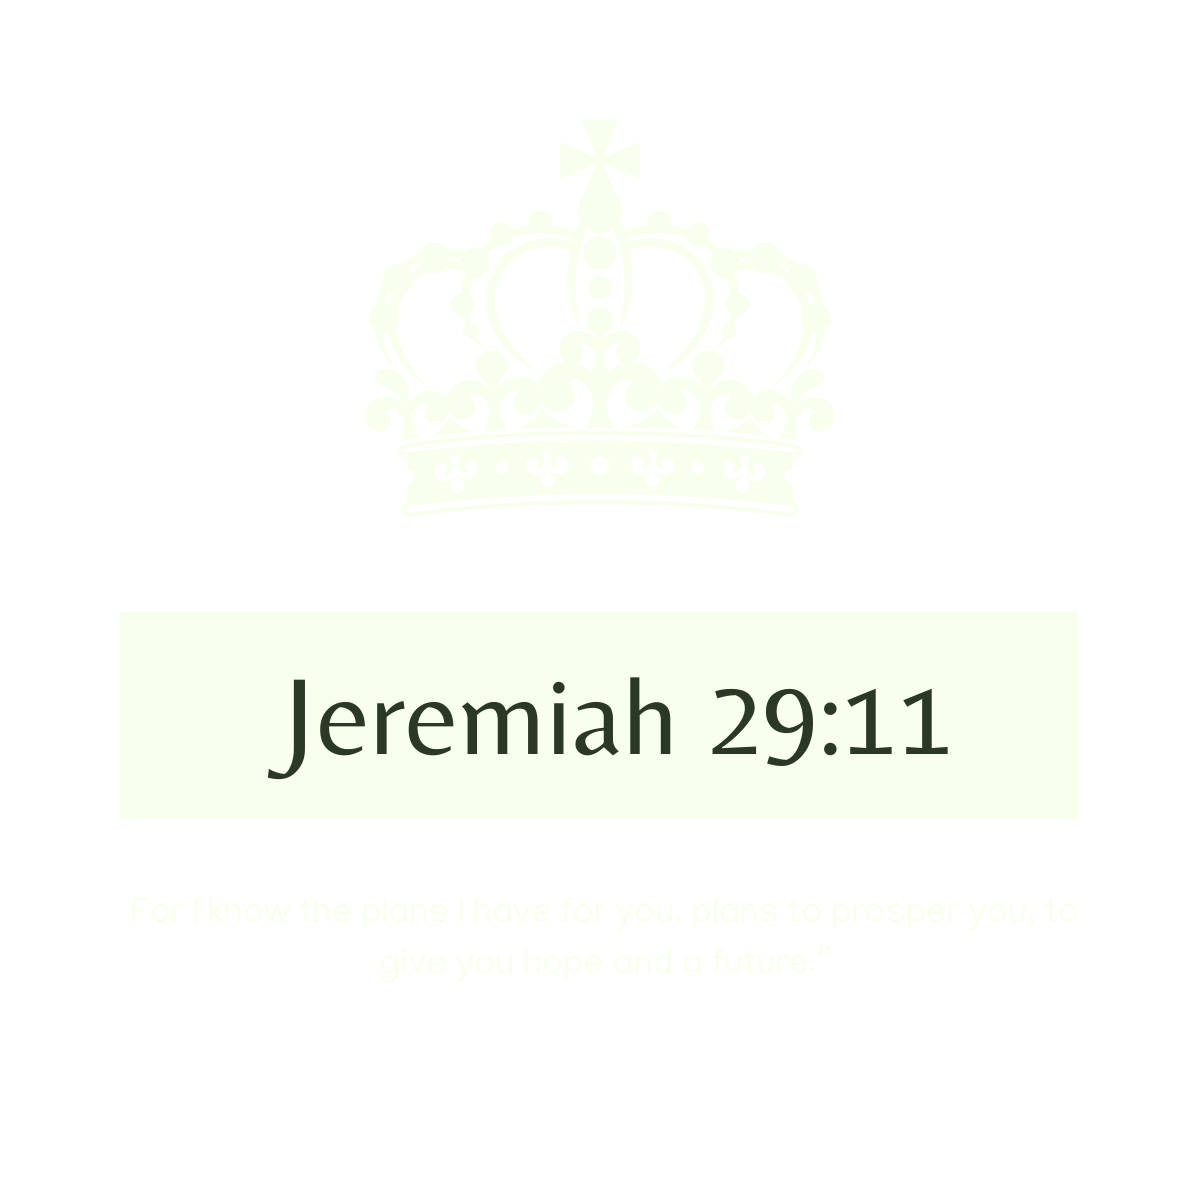 Jeremiah 29:11
For I know the plans I have for you, plans to prosper you, to
give you hope and a future.”